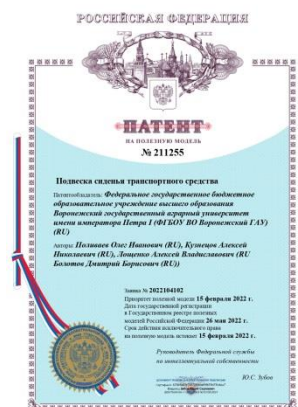 РОССИЙСКАЯ ФЕДЕРАЦИЯ
ПАТЕНТ
НА ПОЛЕЗНУЮ МОДЕЛЬ
№ 211255
Подвеска сиденья транспортного средства
Патентообладатель: Федеральное государственное бюджетное
образовательное учреждение высшего образования
Воронежский государственный аграрный университет
имени императора Петра I (ФГБОУ ВО Воронежский ГАУ)
(RU)
Авторы: Поливаев Олег Иванович (RU), Кузнецов Алексей
Николаевич (RU), Лощенко Алексей Владиславович (RU
Болотов Дмитрий Борисович (RU))
Заявка № 2022104102
Приоритет полезной модели 15 февраля 2022 г.
Дата государственной регистрации
в Государственном реестре полезных
моделей Российской Федерации 26 мая 2022 г.
Срок действия исключительного права
на полезную модель истекает 15 февраля 2032 г.
Руководитель Федеральной службы
по интеллектуальной собственности
Ю.С. Зубов